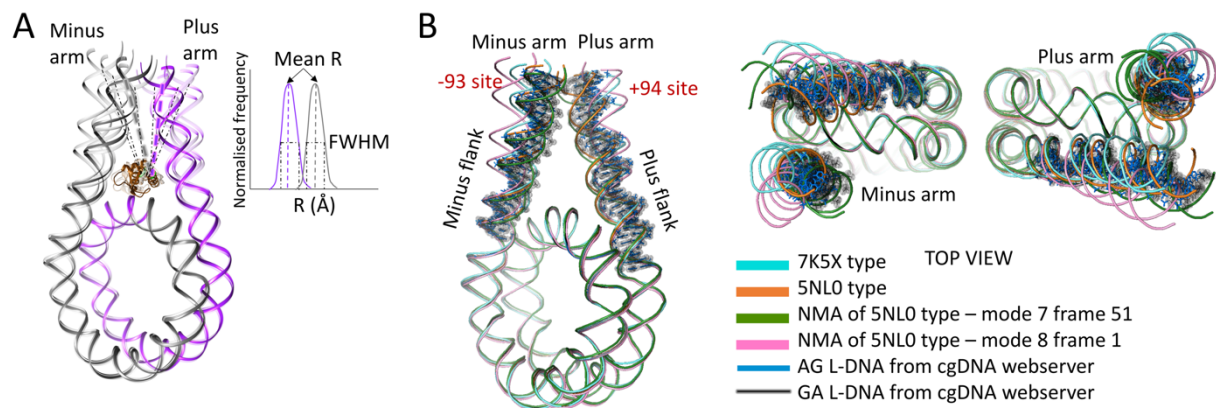 A
Minus
arm
Plus
arm
Normalised frequency
Mean R
FWHM
R (Å)
B
Minus arm
Plus arm
-93 site
+94 site
Minus flank
Plus flank
Plus arm
Minus arm
TOP VIEW
7K5X type
5NL0 type
NMA of 5NL0 type – mode 7 frame 51
NMA of 5NL0 type – mode 8 frame 1
AG L-DNA from cgDNA webserver
GA L-DNA from cgDNA webserver